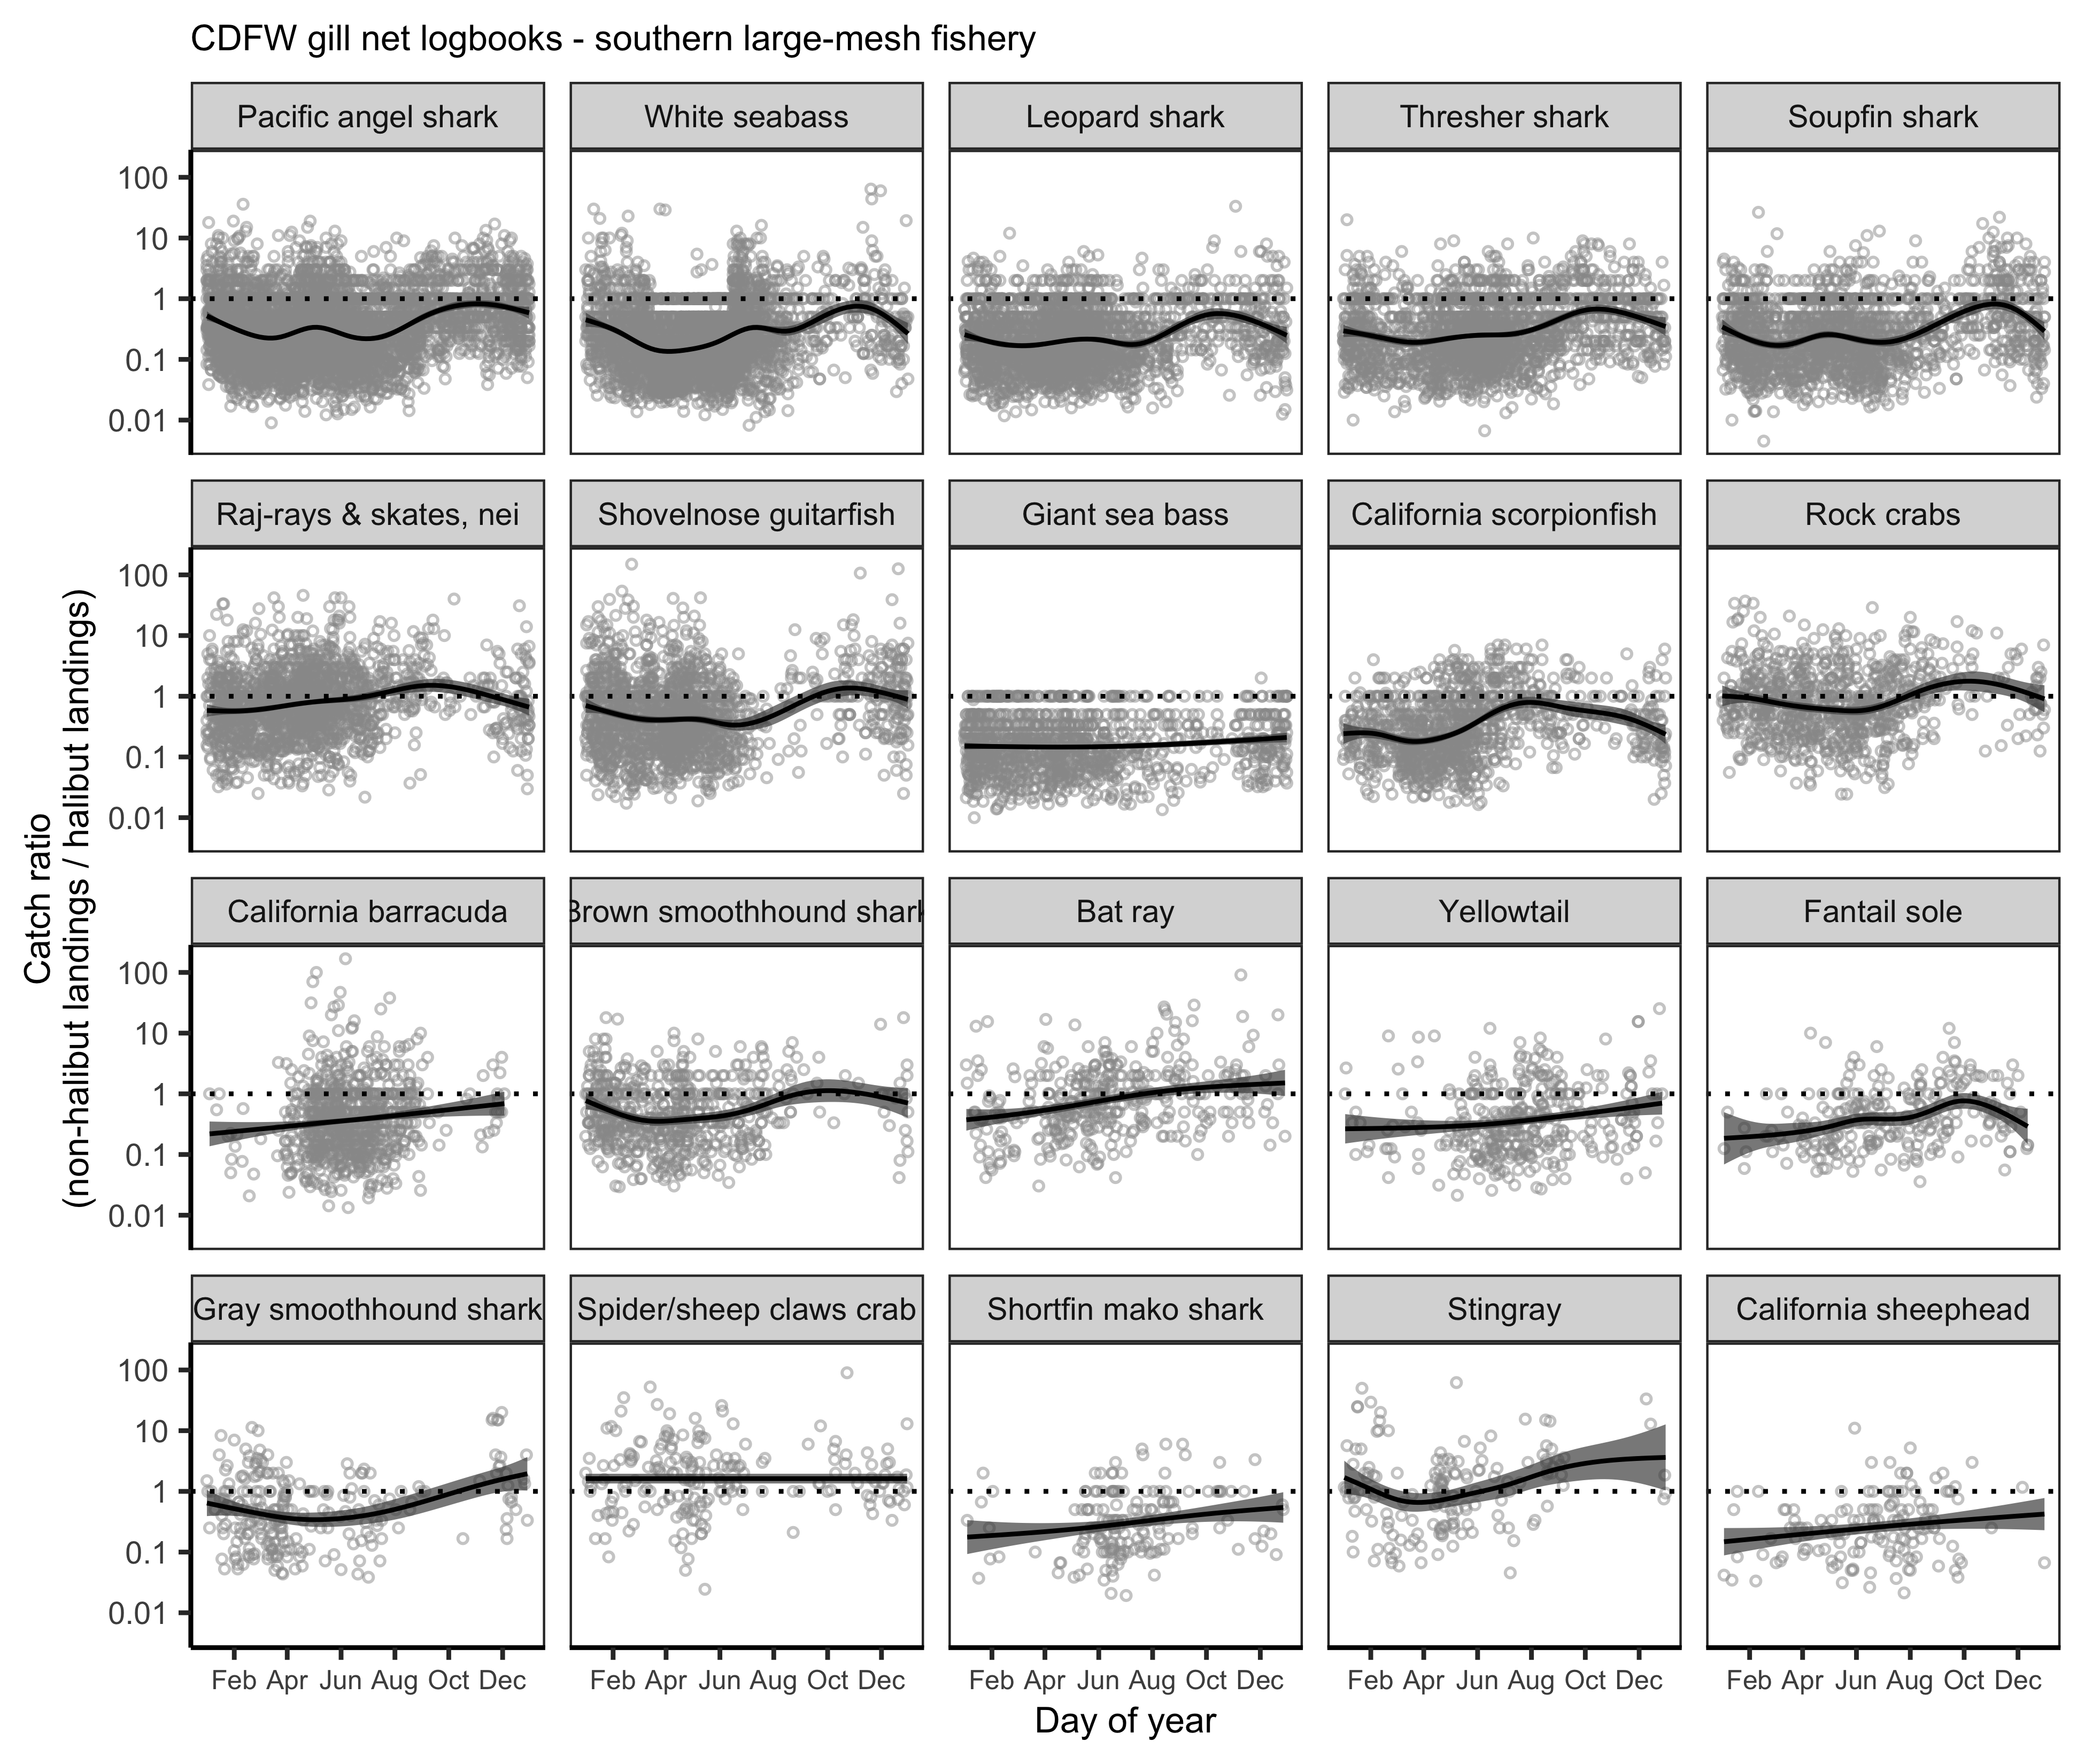 CDFW gill net logbooks - southern large-mesh fishery
Pacific angel shark
White seabass
Leopard shark
Thresher shark
Soupfin shark
100
10
1
0.1
0.01
Raj-rays & skates, nei
Shovelnose guitarfish
Giant sea bass
California scorpionfish
Rock crabs
100
10
1
0.1
0.01
Catch ratio
(non-halibut landings / halibut landings)
California barracuda
Brown smoothhound shark
Bat ray
Yellowtail
Fantail sole
100
10
1
0.1
0.01
Gray smoothhound shark
Spider/sheep claws crab
Shortfin mako shark
Stingray
California sheephead
100
10
1
0.1
0.01
Feb Apr Jun Aug Oct Dec
Feb Apr Jun Aug Oct Dec
Feb Apr Jun Aug Oct Dec
Feb Apr Jun Aug Oct Dec
Feb Apr Jun Aug Oct Dec
Day of year